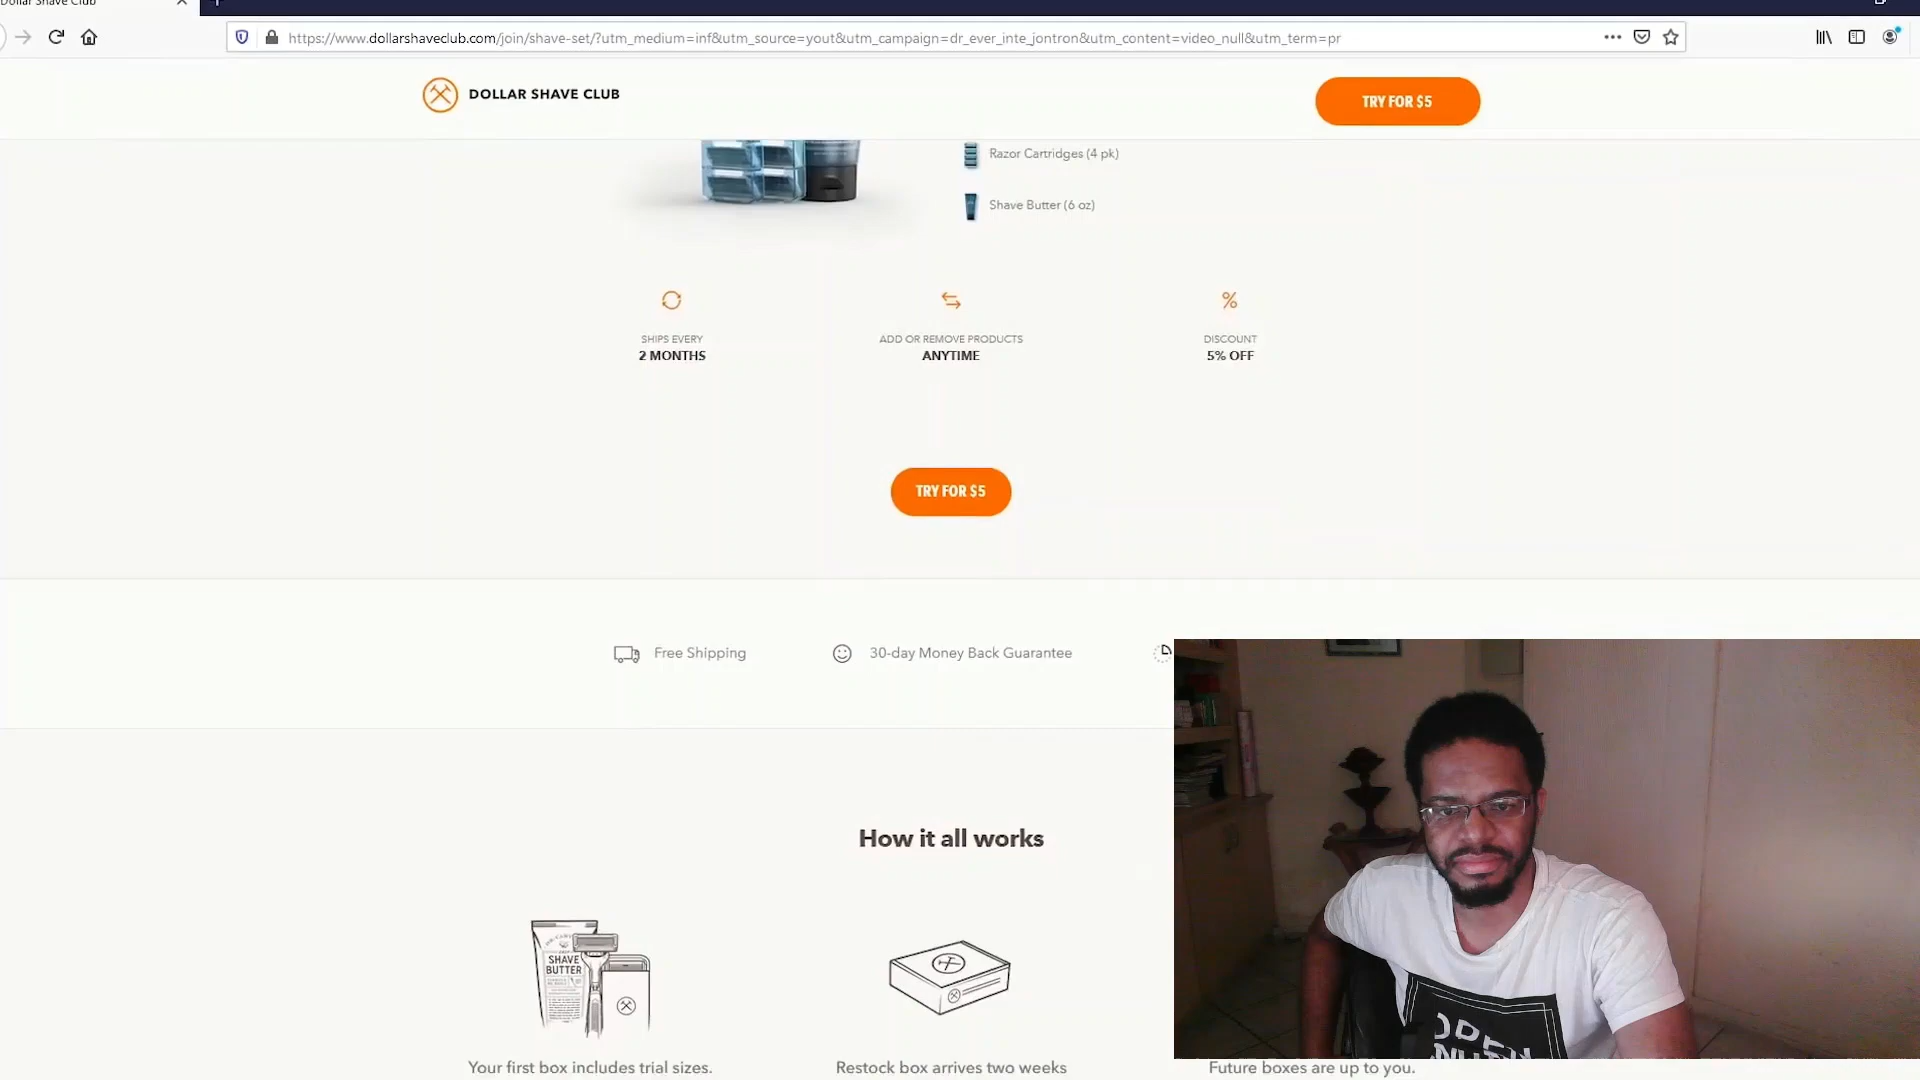 Dollar Shave Club
https://www.dollarshaveclub.com/join/shave-set/?utm_medium=inf&utm_source=yout&utm_campaign=dr_ever_inte_jontron&utm_content=video_null&utm_term=pr
DOLLAR SHAVE CLUB
TRY FOR $5
Razor Cartridges (4 pk)
Shave Butter (6 oz)
SHIPS EVERY
2 MONTHS
ADD OR REMOVE PRODUCTS
ANYTIME
DISCOUNT
5% OFF
TRY FOR $5
Free Shipping
30-day Money Back Guarantee
How it all works
SHAVE
BUTTER
Your first box includes trial sizes.
Restock box arrives two weeks
Future boxes are up to you.
OPEN